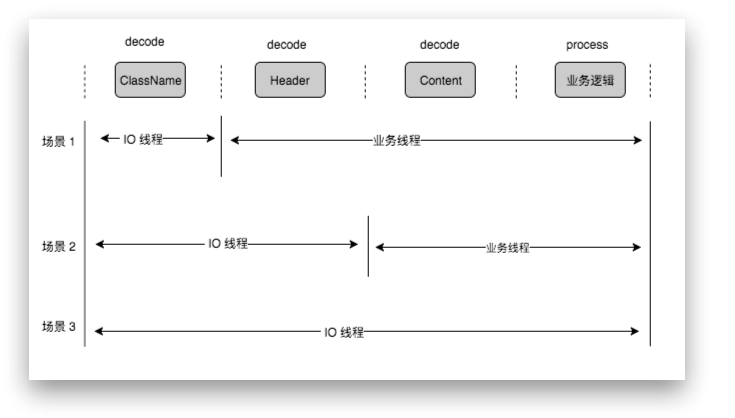 decode decode decode process
ClassName Header Content 业务逻辑
场景 1 IO 线程 业务线程
场景 2 IO 线程 业务线程
场景 3 IO 线程